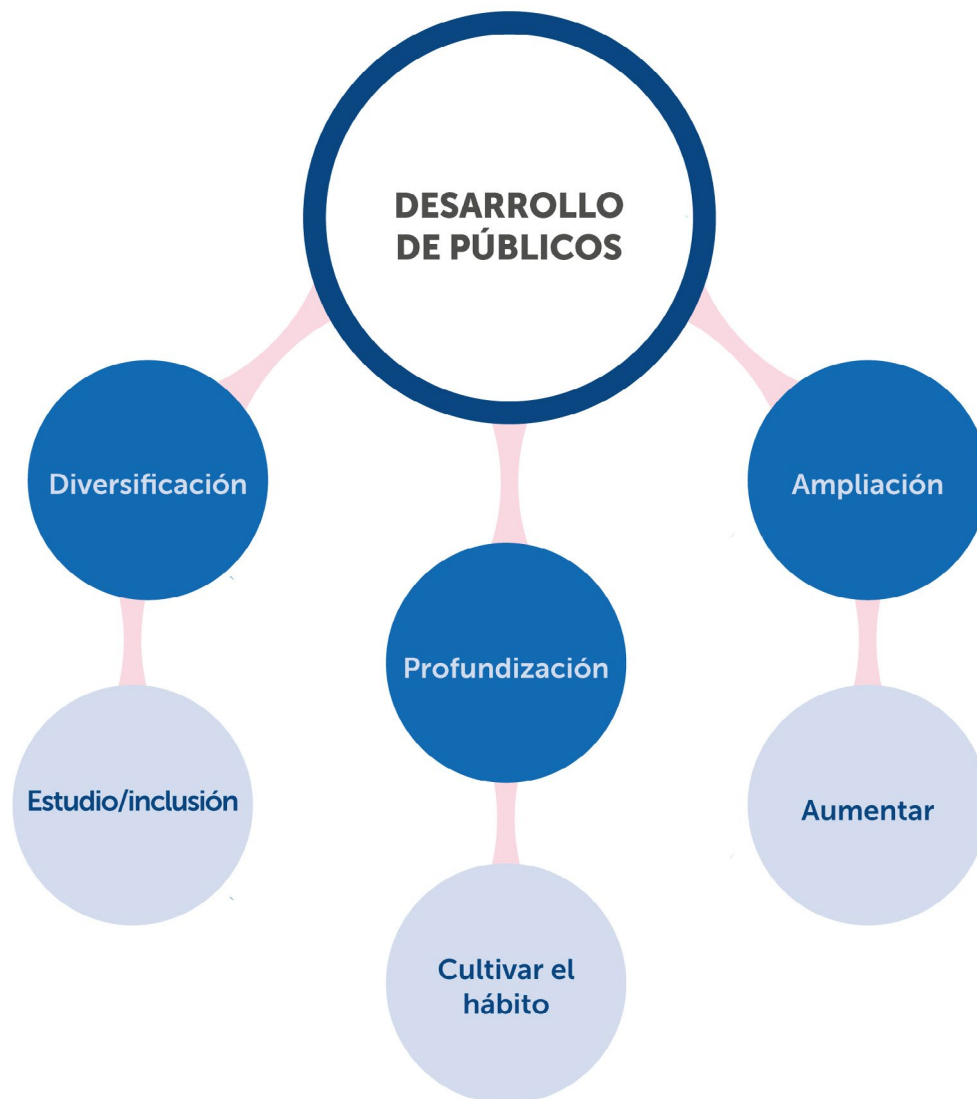 DESARROLLO
DE PÚBLICOS
Diversificación
Ampliación
Profundización
Estudio/inclusión
Aumentar
Cultivar el
hábito